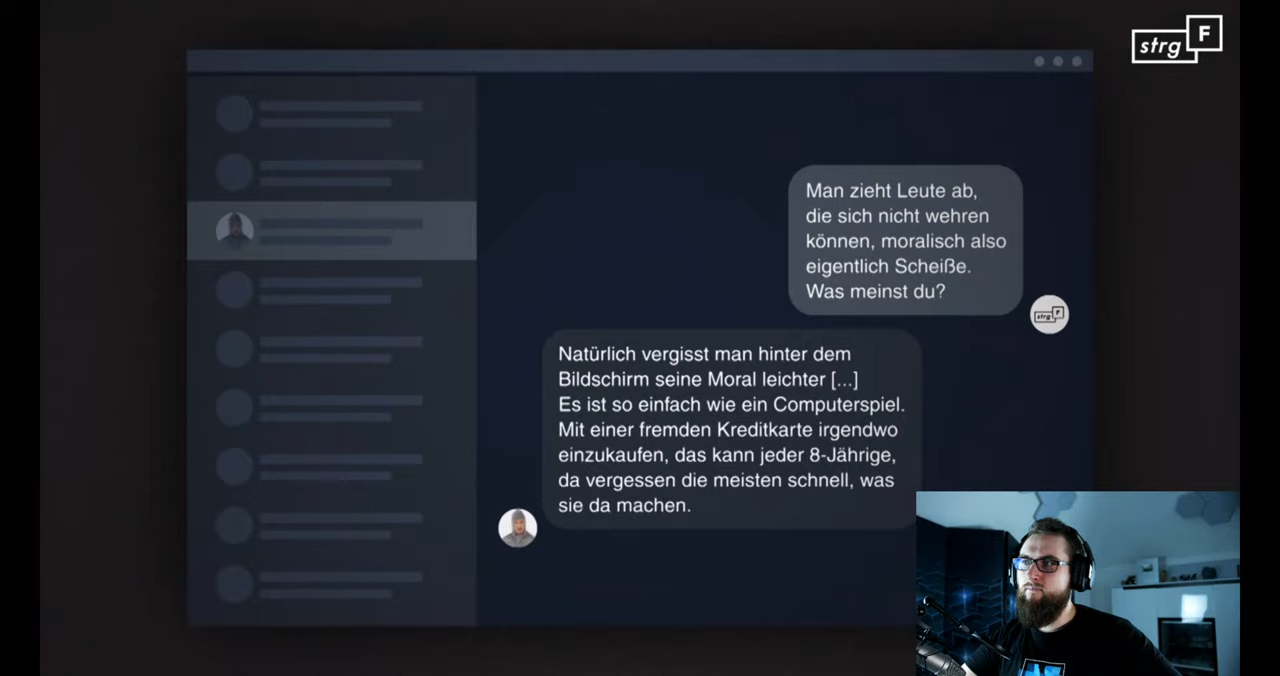 strg F
Man zieht Leute ab,
die sich nicht wehren
können, moralisch also
eigentlich Scheiße.
Was meinst du?
strg F
Natürlich vergisst man hinter dem
Bildschirm seine Moral leichter [...]
Es ist so einfach wie ein Computerspiel.
Mit einer fremden Kreditkarte irgendwo
einzukaufen, das kann jeder 8-Jährige,
da vergessen die meisten schnell, was
sie da machen.